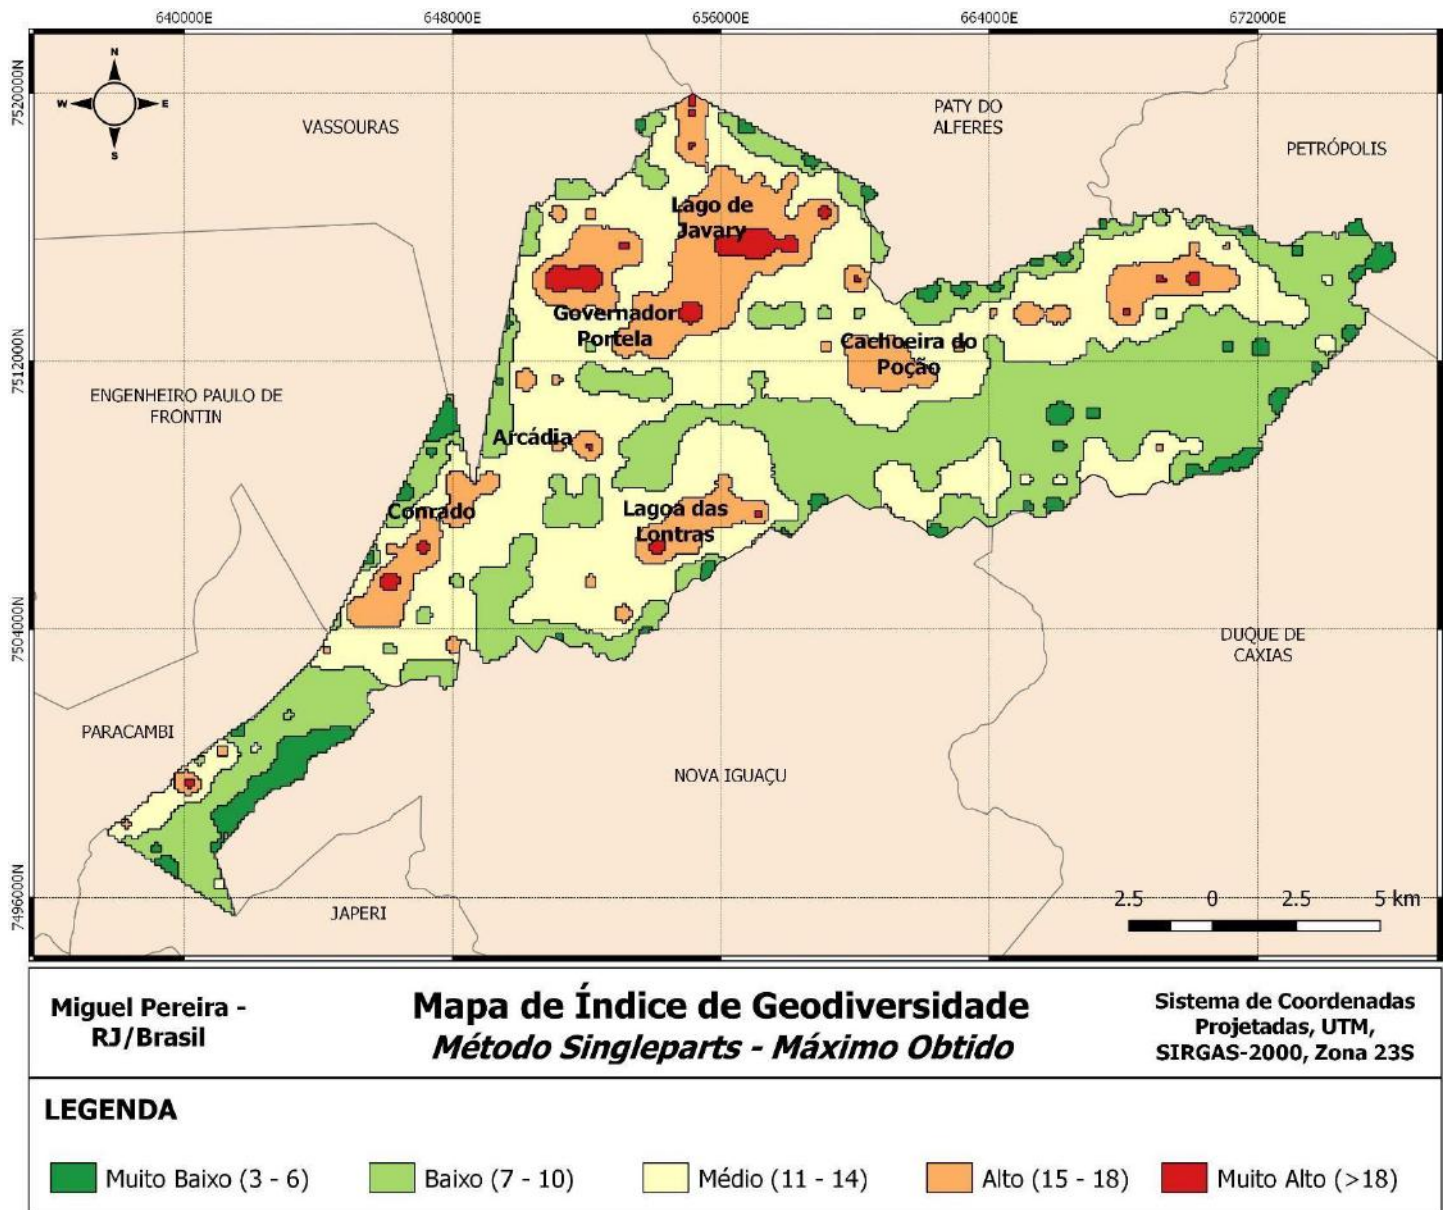 640000E
648000E
656000E
664000E
672000E
7520000N
7512000N
7504000N
7496000N
N
W
E
S
VASSOURAS
PATY DO
ALFERES
PETRÓPOLIS
Lago de
Javary
Governador
Portela
Cachoeira do
Poção
ENGENHEIRO PAULO DE
FRONTIN
Arcádia
Conrado
Lagoa das
Lontras
DUQUE DE
CAXIAS
PARACAMBI
NOVA IGUAÇU
JAPERI
2.5 0 2.5 5 km
Miguel Pereira -
RJ/Brasil
Mapa de Índice de Geodiversidade
Método Singleparts - Máximo Obtido
Sistema de Coordenadas
Projetadas, UTM,
SIRGAS-2000, Zona 23S
LEGENDA
Muito Baixo (3 - 6)
Baixo (7 - 10)
Médio (11 - 14)
Alto (15 - 18)
Muito Alto (>18)